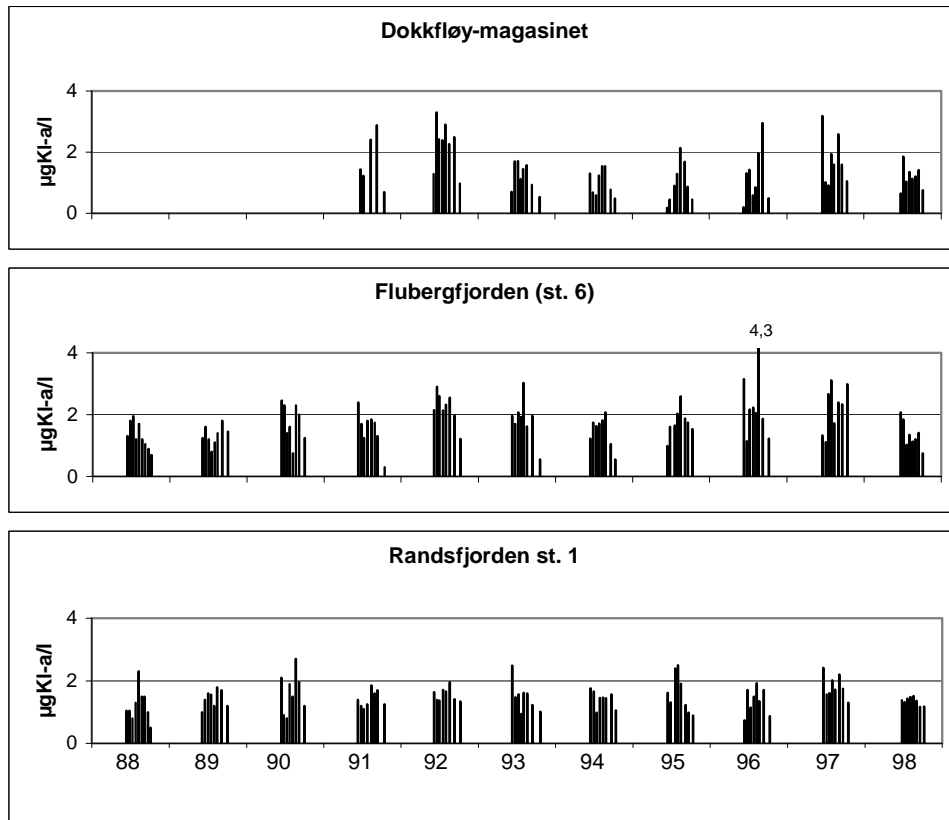 Dokkfløy-magasinet
µgKl-a/l
4
2
0
Flubergfjorden (st. 6)
4,3
µgKl-a/l
4
2
0
Randsfjorden st. 1
µgKl-a/l
4
2
0
88 89 90 91 92 93 94 95 96 97 98